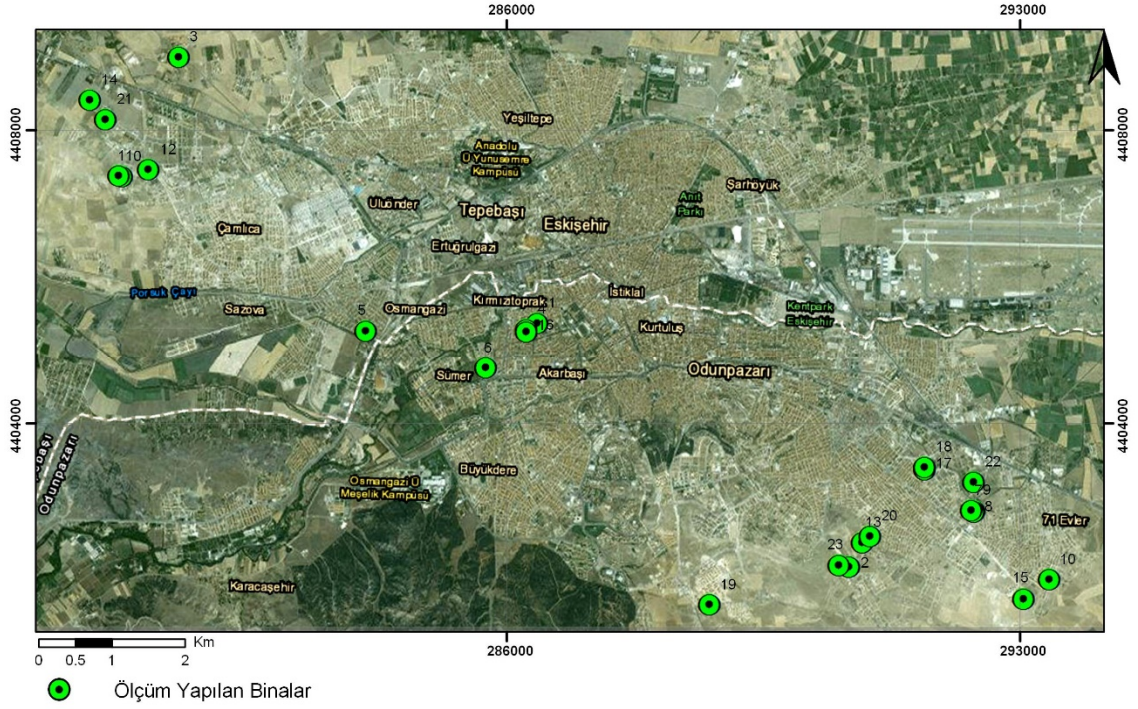 286000
293000
3
14
21
4408000
4408000
12
110
Yeşiltepe
Anadolu
Ü Yunusemre
Kampüsü
Uluönder
Tepebaşı
Eskişehir
Anıt
Parkı
Şarhöyük
Çamlıca
Ertuğrulgazi
Porsuk Çayı
Sazova
5
Osmangazi
Kırmızıtoprak
İstiklal
Kurtuluş
Kentpark
Eskişehir
6
Sümer
Akarbaşı
Odunpazarı
4404000
4404000
Odunpazarı
Büyükdere
Osmangazi Ü
Meşelik Kampüsü
18
17
22
9
8
71 Evler
13
20
23
2
Karacaşehir
19
15
10
286000
293000
0 0.5 1 2 Km
Ölçüm Yapılan Binalar